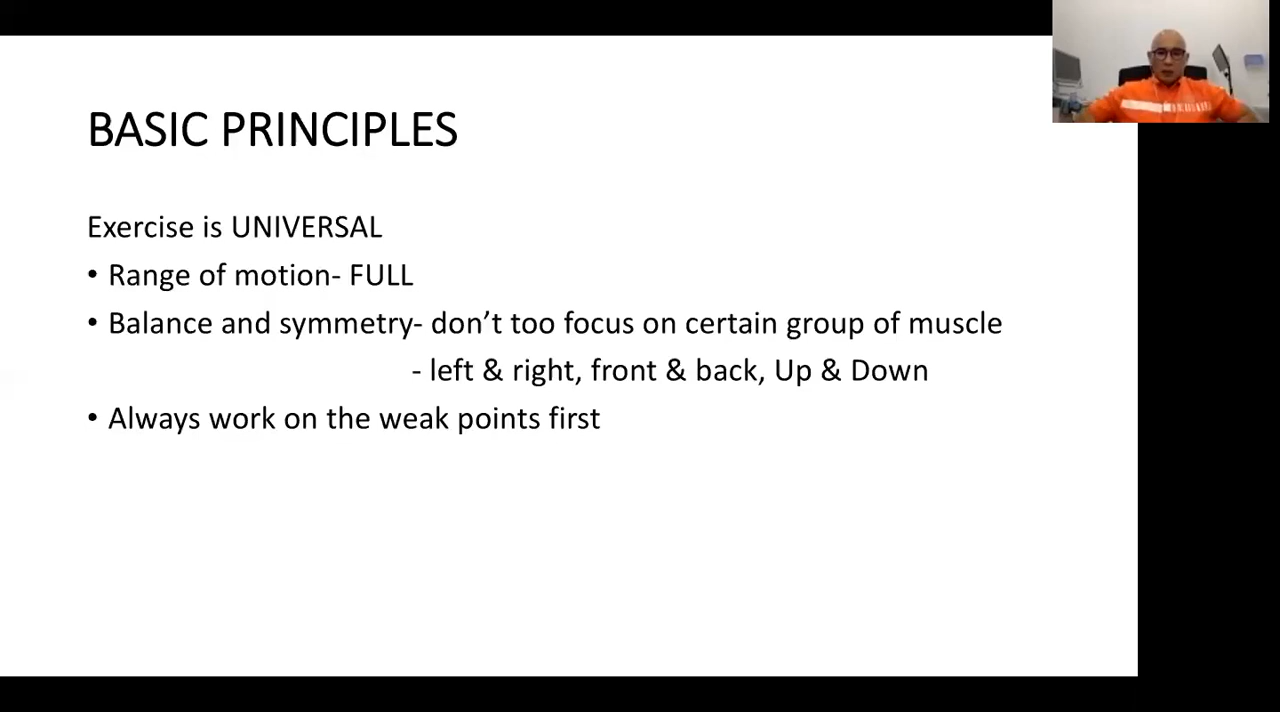 BASIC PRINCIPLES
Exercise is UNIVERSAL
• Range of motion- FULL
• Balance and symmetry- don’t too focus on certain group of muscle
- left & right, front & back, Up & Down
• Always work on the weak points first